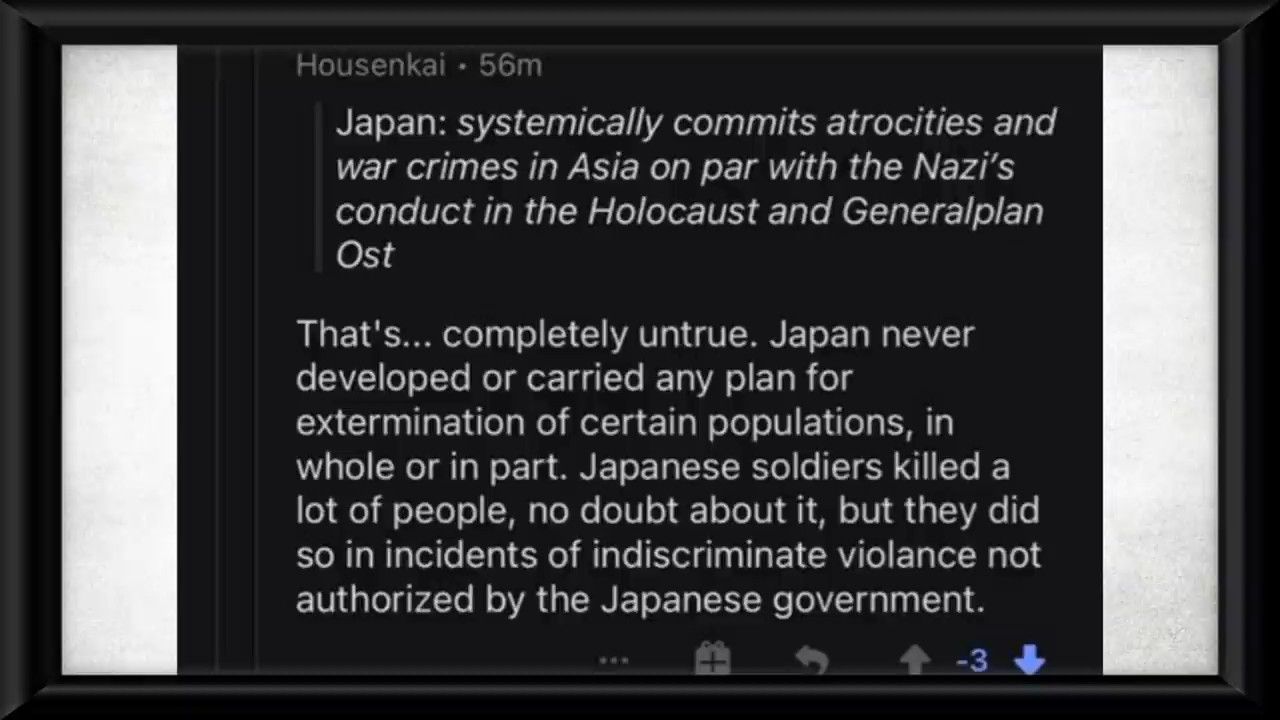 Housenkai • 56m
Japan: systemically commits atrocities and
war crimes in Asia on par with the Nazi’s
conduct in the Holocaust and Generalplan
Ost
That's... completely untrue. Japan never
developed or carried any plan for
extermination of certain populations, in
whole or in part. Japanese soldiers killed a
lot of people, no doubt about it, but they did
so in incidents of indiscriminate violance not
authorized by the Japanese government.
-3